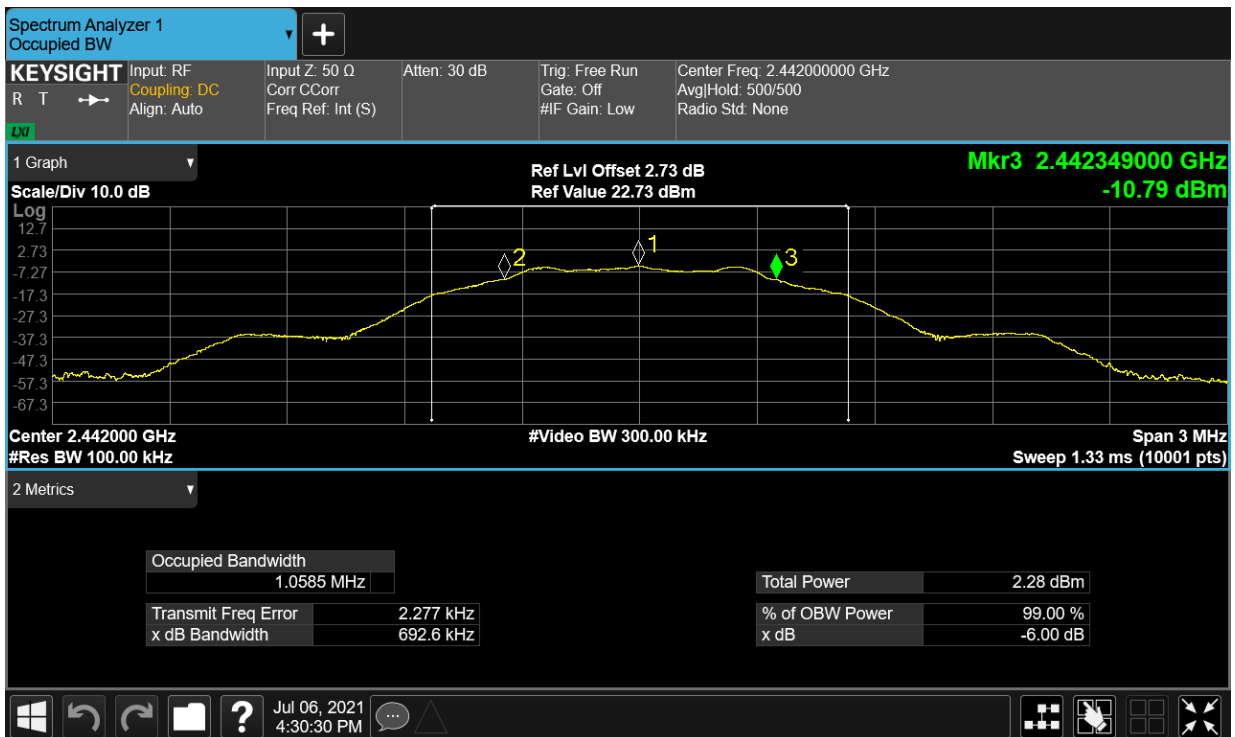 Spectrum Analyzer 1
Occupied BW
▼
+
KEYSIGHT
R T
LXI
Input: RF
Coupling: DC
Align: Auto
Input Z: 50 Ω
Corr CCorr
Freq Ref: Int (S)
Atten: 30 dB
Trig: Free Run
Gate: Off
#IF Gain: Low
Center Freq: 2.442000000 GHz
Avg|Hold: 500/500
Radio Std: None
1 Graph ▼
Scale/Div 10.0 dB
Ref Lvl Offset 2.73 dB
Ref Value 22.73 dBm
Mkr3 2.442349000 GHz
-10.79 dBm
Log
12.7
2.73
-7.27
-17.3
-27.3
-37.3
-47.3
-57.3
-67.3
2
1
3
Center 2.442000 GHz
#Res BW 100.00 kHz
#Video BW 300.00 kHz
Span 3 MHz
Sweep 1.33 ms (10001 pts)
2 Metrics ▼
Occupied Bandwidth
1.0585 MHz
Transmit Freq Error 2.277 kHz
x dB Bandwidth 692.6 kHz
Total Power 2.28 dBm
% of OBW Power 99.00 %
x dB -6.00 dB
?
Jul 06, 2021
4:30:30 PM